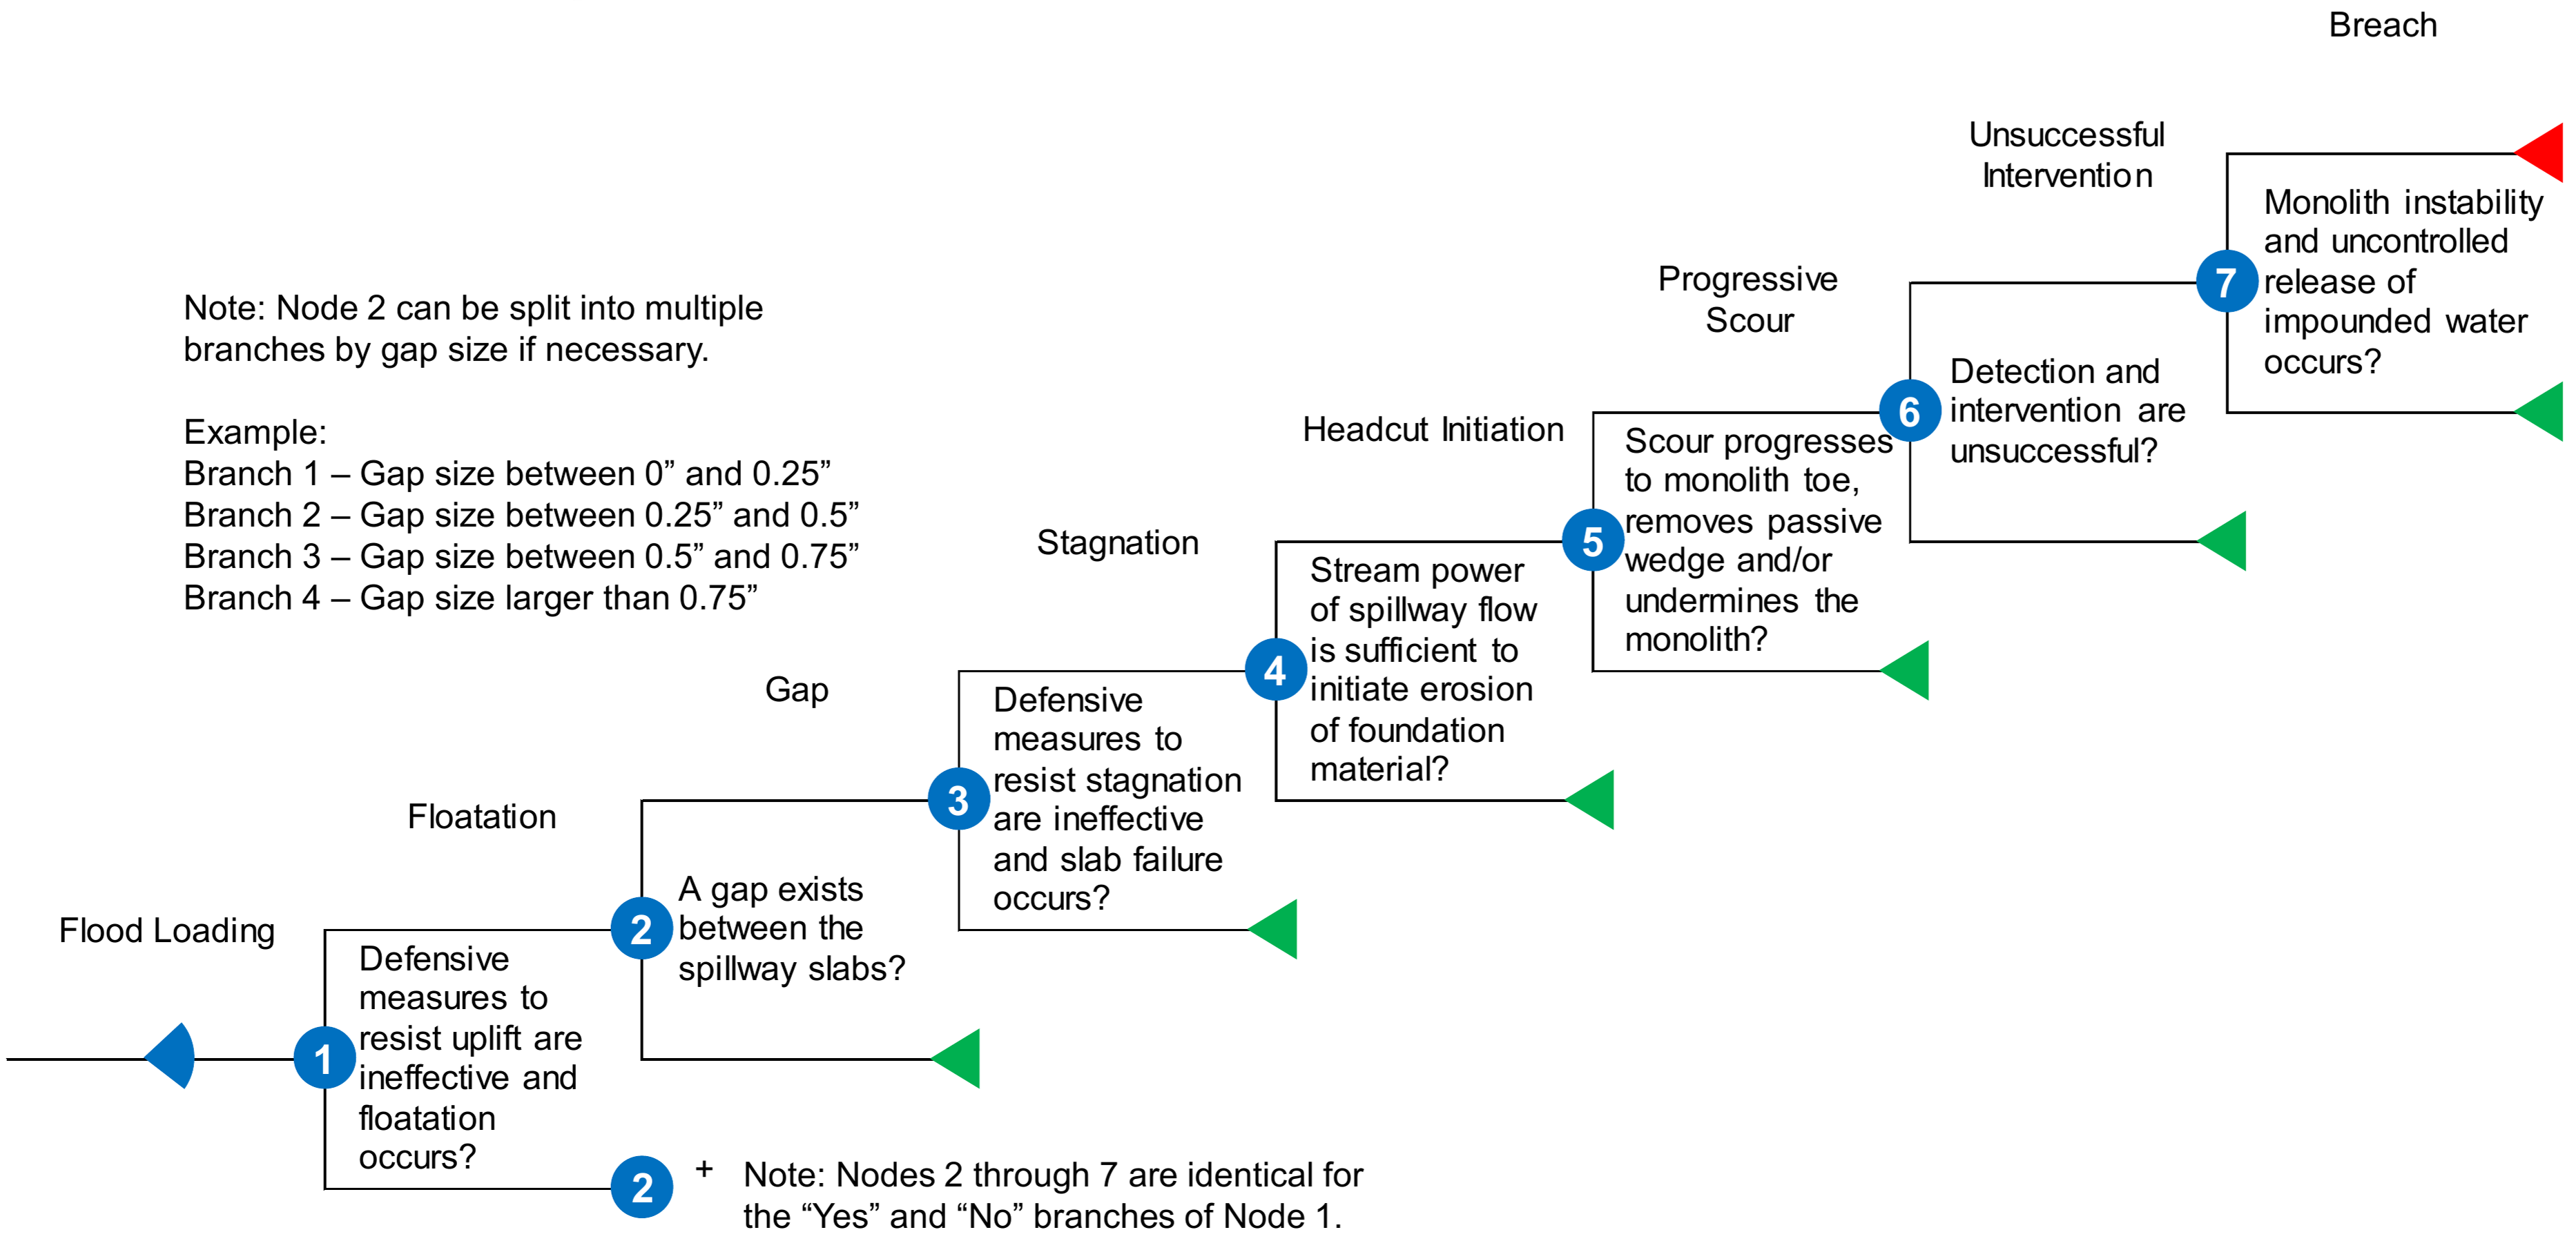 Breach
Unsuccessful
Intervention
Monolith instability
and uncontrolled
release of
impounded water
occurs?
7
Progressive
Scour
Detection and
intervention are
unsuccessful?
6
Note: Node 2 can be split into multiple
branches by gap size if necessary.
Example:
Branch 1 – Gap size between 0” and 0.25”
Branch 2 – Gap size between 0.25” and 0.5”
Branch 3 – Gap size between 0.5” and 0.75”
Branch 4 – Gap size larger than 0.75”
Headcut Initiation
Scour progresses
to monolith toe,
removes passive
wedge and/or
undermines the
monolith?
5
Stagnation
Stream power
of spillway flow
is sufficient to
initiate erosion
of foundation
material?
4
Gap
Defensive
measures to
resist stagnation
are ineffective
and slab failure
occurs?
3
Floatation
A gap exists
between the
spillway slabs?
2
Flood Loading
Defensive
measures to
resist uplift are
ineffective and
floatation
occurs?
1
2
+ Note: Nodes 2 through 7 are identical for
the “Yes” and “No” branches of Node 1.